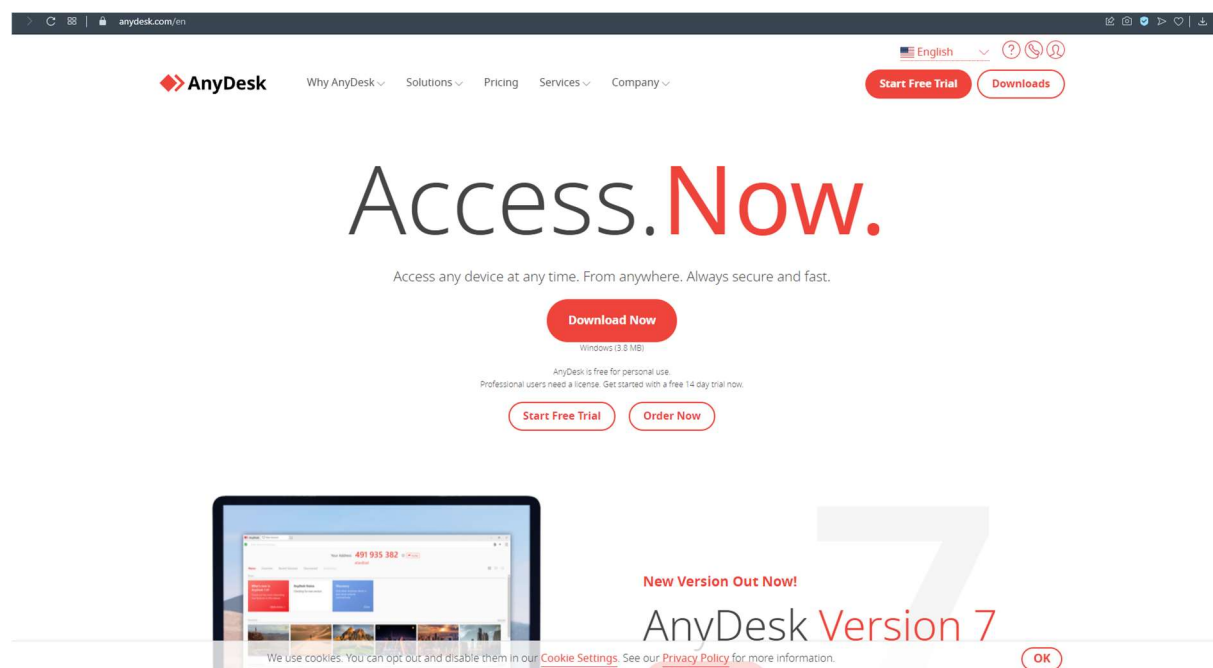 anydesk.com/en
English
AnyDesk
Why AnyDesk
Solutions
Pricing
Services
Company
Start Free Trial
Downloads
Access.Now.
Access any device at any time. From anywhere. Always secure and fast.
Download Now
Windows (3.8 MB)
AnyDesk is free for personal use.
Professional users need a license. Get started with a free 14 day trial now.
Start Free Trial
Order Now
7
Your Address 491 935 382
New Version Out Now!
AnyDesk Version 7
We use cookies. You can opt out and disable them in our Cookie Settings. See our Privacy Policy for more information.
OK